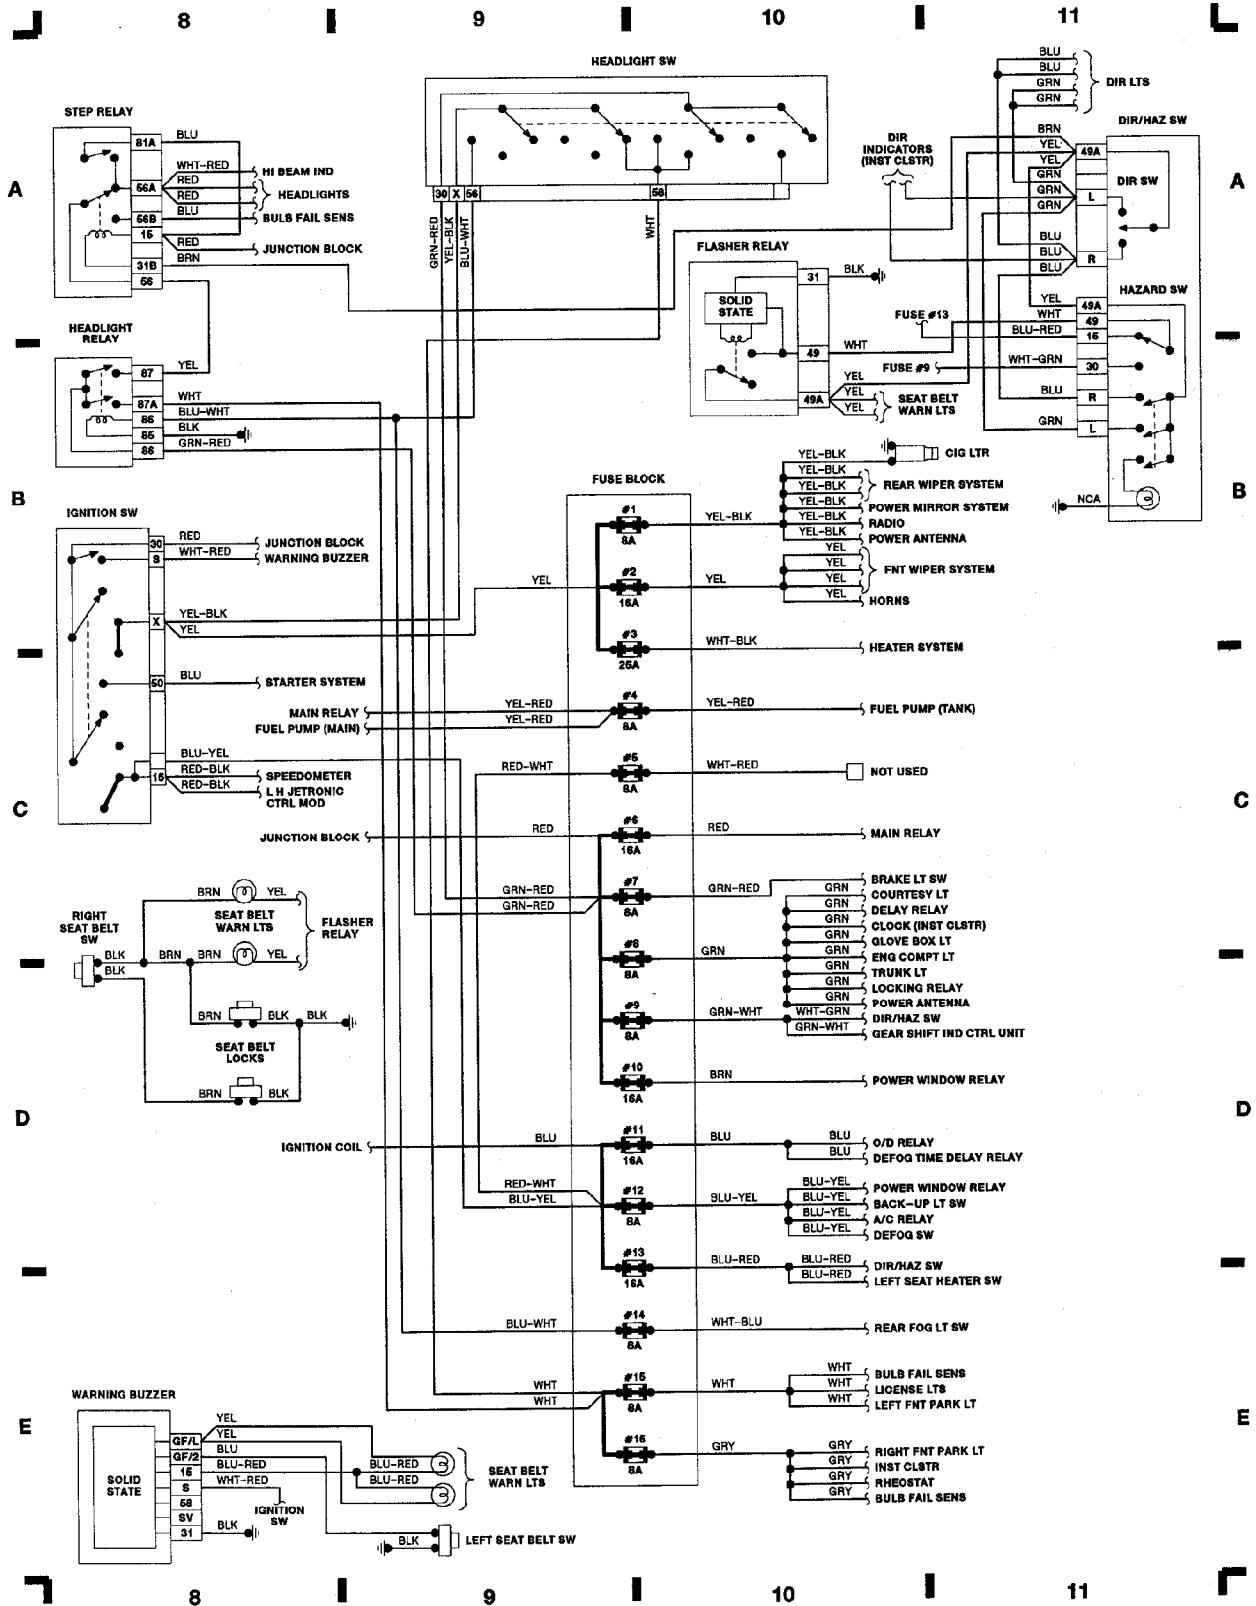 8
9
10
11
HEADLIGHT SW
BLU
BLU
GRN
GRN
DIR LTS
STEP RELAY
81A
BLU
WHT-RED
HI BEAM IND
56A
RED
RED
HEADLIGHTS
BLU
56B
BULB FAIL SENS
15
RED
JUNCTION BLOCK
31B
BRN
56
A
30
X
56
58
GRN-RED
YEL-BLK
BLU-WHT
WHT
DIR
INDICATORS
(INST CLSTR)
BRN
YEL
YEL
GRN
GRN
GRN
BLU
BLU
BLU
DIR/HAZ SW
49A
DIR SW
L
R
A
FLASHER RELAY
SOLID
STATE
31
BLK
49
WHT
49A
YEL
YEL
YEL
SEAT BELT
WARN LTS
HAZARD SW
YEL
49A
WHT
49
FUSE #13
BLU-RED
15
FUSE #9
WHT-GRN
30
BLU
R
GRN
L
NCA
HEADLIGHT
RELAY
87
YEL
87A
WHT
86
BLU-WHT
85
BLK
86
GRN-RED
B
B
IGNITION SW
30
RED
JUNCTION BLOCK
S
WHT-RED
WARNING BUZZER
X
YEL-BLK
YEL
50
BLU
STARTER SYSTEM
BLU-YEL
15
RED-BLK
SPEEDOMETER
RED-BLK
L H JETRONIC
CTRL MOD
FUSE BLOCK
#1
8A
YEL-BLK
YEL-BLK
CIG LTR
YEL-BLK
YEL-BLK
REAR WIPER SYSTEM
YEL-BLK
POWER MIRROR SYSTEM
YEL-BLK
RADIO
YEL-BLK
POWER ANTENNA
YEL
#2
16A
YEL
YEL
YEL
YEL
FNT WIPER SYSTEM
YEL
HORNS
#3
25A
WHT-BLK
HEATER SYSTEM
MAIN RELAY
YEL-RED
FUEL PUMP (MAIN)
YEL-RED
#4
8A
YEL-RED
FUEL PUMP (TANK)
RED-WHT
#5
8A
WHT-RED
NOT USED
C
C
JUNCTION BLOCK
RED
#6
16A
RED
MAIN RELAY
GRN-RED
GRN-RED
#7
8A
GRN-RED
BRAKE LT SW
#8
8A
GRN
GRN
COURTESY LT
GRN
DELAY RELAY
GRN
CLOCK (INST CLSTR)
GRN
GLOVE BOX LT
GRN
ENG COMPT LT
GRN
TRUNK LT
GRN
LOCKING RELAY
GRN
POWER ANTENNA
#9
8A
GRN-WHT
WHT-GRN
DIR/HAZ SW
GRN-WHT
GEAR SHIFT IND CTRL UNIT
#10
16A
BRN
POWER WINDOW RELAY
RIGHT
SEAT BELT
SW
BLK
BLK
BRN
BRN
YEL
SEAT BELT
WARN LTS
BRN
YEL
FLASHER
RELAY
BRN
BLK
BLK
SEAT BELT
LOCKS
BRN
BLK
D
D
IGNITION COIL
BLU
#11
16A
BLU
BLU
O/D RELAY
BLU
DEFOG TIME DELAY RELAY
RED-WHT
BLU-YEL
#12
8A
BLU-YEL
BLU-YEL
POWER WINDOW RELAY
BLU-YEL
BACK-UP LT SW
BLU-YEL
A/C RELAY
BLU-YEL
DEFOG SW
#13
16A
BLU-RED
BLU-RED
DIR/HAZ SW
BLU-RED
LEFT SEAT HEATER SW
BLU-WHT
#14
8A
WHT-BLU
REAR FOG LT SW
WHT
WHT
#15
8A
WHT
WHT
BULB FAIL SENS
WHT
LICENSE LTS
WHT
LEFT FNT PARK LT
#16
8A
GRY
GRY
RIGHT FNT PARK LT
GRY
INST CLSTR
GRY
RHEOSTAT
GRY
BULB FAIL SENS
E
E
WARNING BUZZER
SOLID
STATE
GF/L
YEL
YEL
GF/2
BLU
15
BLU-RED
S
WHT-RED
58
SV
31
BLK
IGNITION
SW
BLU-RED
BLU-RED
SEAT BELT
WARN LTS
BLK
LEFT SEAT BELT SW
8
9
10
11